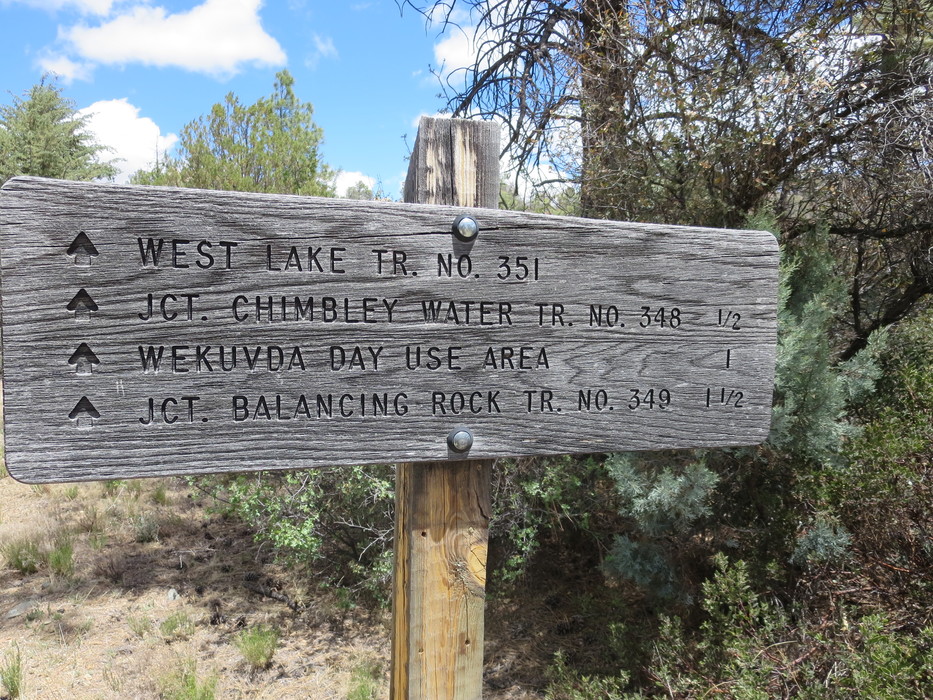 WEST LAKE TR. NO. 351
JCT. CHIMBLEY WATER TR. NO. 348 1/2
WEKUVDA DAY USE AREA 1
JCT. BALANCING ROCK TR. NO. 349 1 1/2